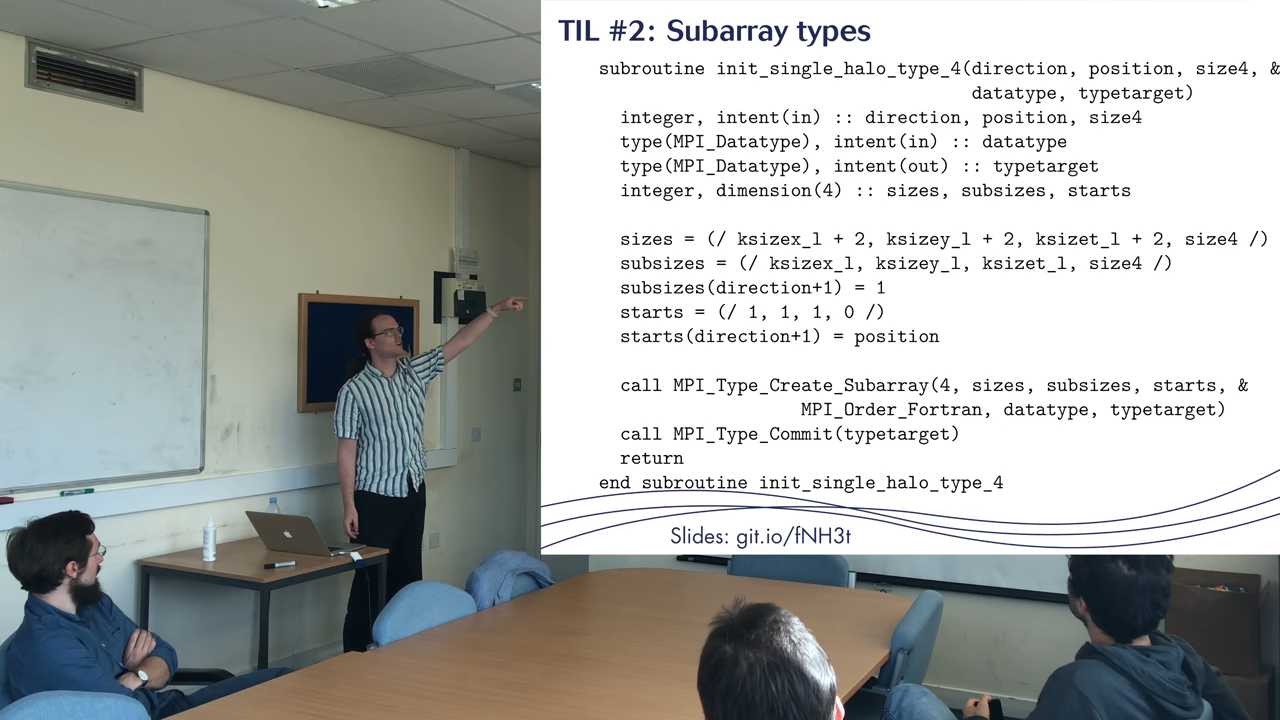 TIL #2: Subarray types
subroutine init_single_halo_type_4(direction, position, size4, &
datatype, typetarget)
integer, intent(in) :: direction, position, size4
type(MPI_Datatype), intent(in) :: datatype
type(MPI_Datatype), intent(out) :: typetarget
integer, dimension(4) :: sizes, subsizes, starts
sizes = (/ ksizex_l + 2, ksizey_l + 2, ksizet_l + 2, size4 /)
subsizes = (/ ksizex_l, ksizey_l, ksizet_l, size4 /)
subsizes(direction+1) = 1
starts = (/ 1, 1, 1, 0 /)
starts(direction+1) = position
call MPI_Type_Create_Subarray(4, sizes, subsizes, starts, &
MPI_Order_Fortran, datatype, typetarget)
call MPI_Type_Commit(typetarget)
return
end subroutine init_single_halo_type_4
Slides: git.io/fNH3t